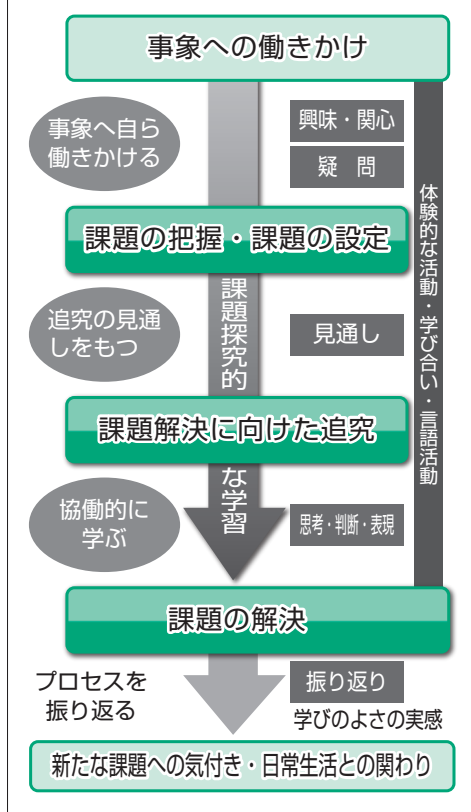 事象への働きかけ
事象へ自ら
働きかける
興味・関心
疑　問
課題の把握・課題の設定
追究の見通
しをもつ
見通し
課題探究的な学習
体験的な活動・学び合い・言語活動
課題解決に向けた追究
協働的に
学ぶ
思考・判断・表現
課題の解決
プロセスを
振り返る
振り返り
学びのよさの実感
新たな課題への気付き・日常生活との関わり